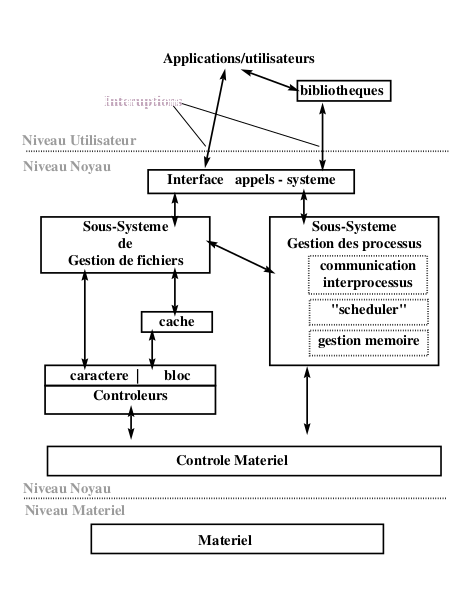 Applications/utilisateurs
bibliotheques
Interuptions
Niveau Utilisateur
Niveau Noyau
Interface appels - systeme
Sous-Systeme
de
Gestion de fichiers
Sous-Systeme
Gestion des processus
communication
interprocessus
"scheduler"
gestion memoire
cache
caractere | bloc
Controleurs
Controle Materiel
Niveau Noyau
Niveau Materiel
Materiel